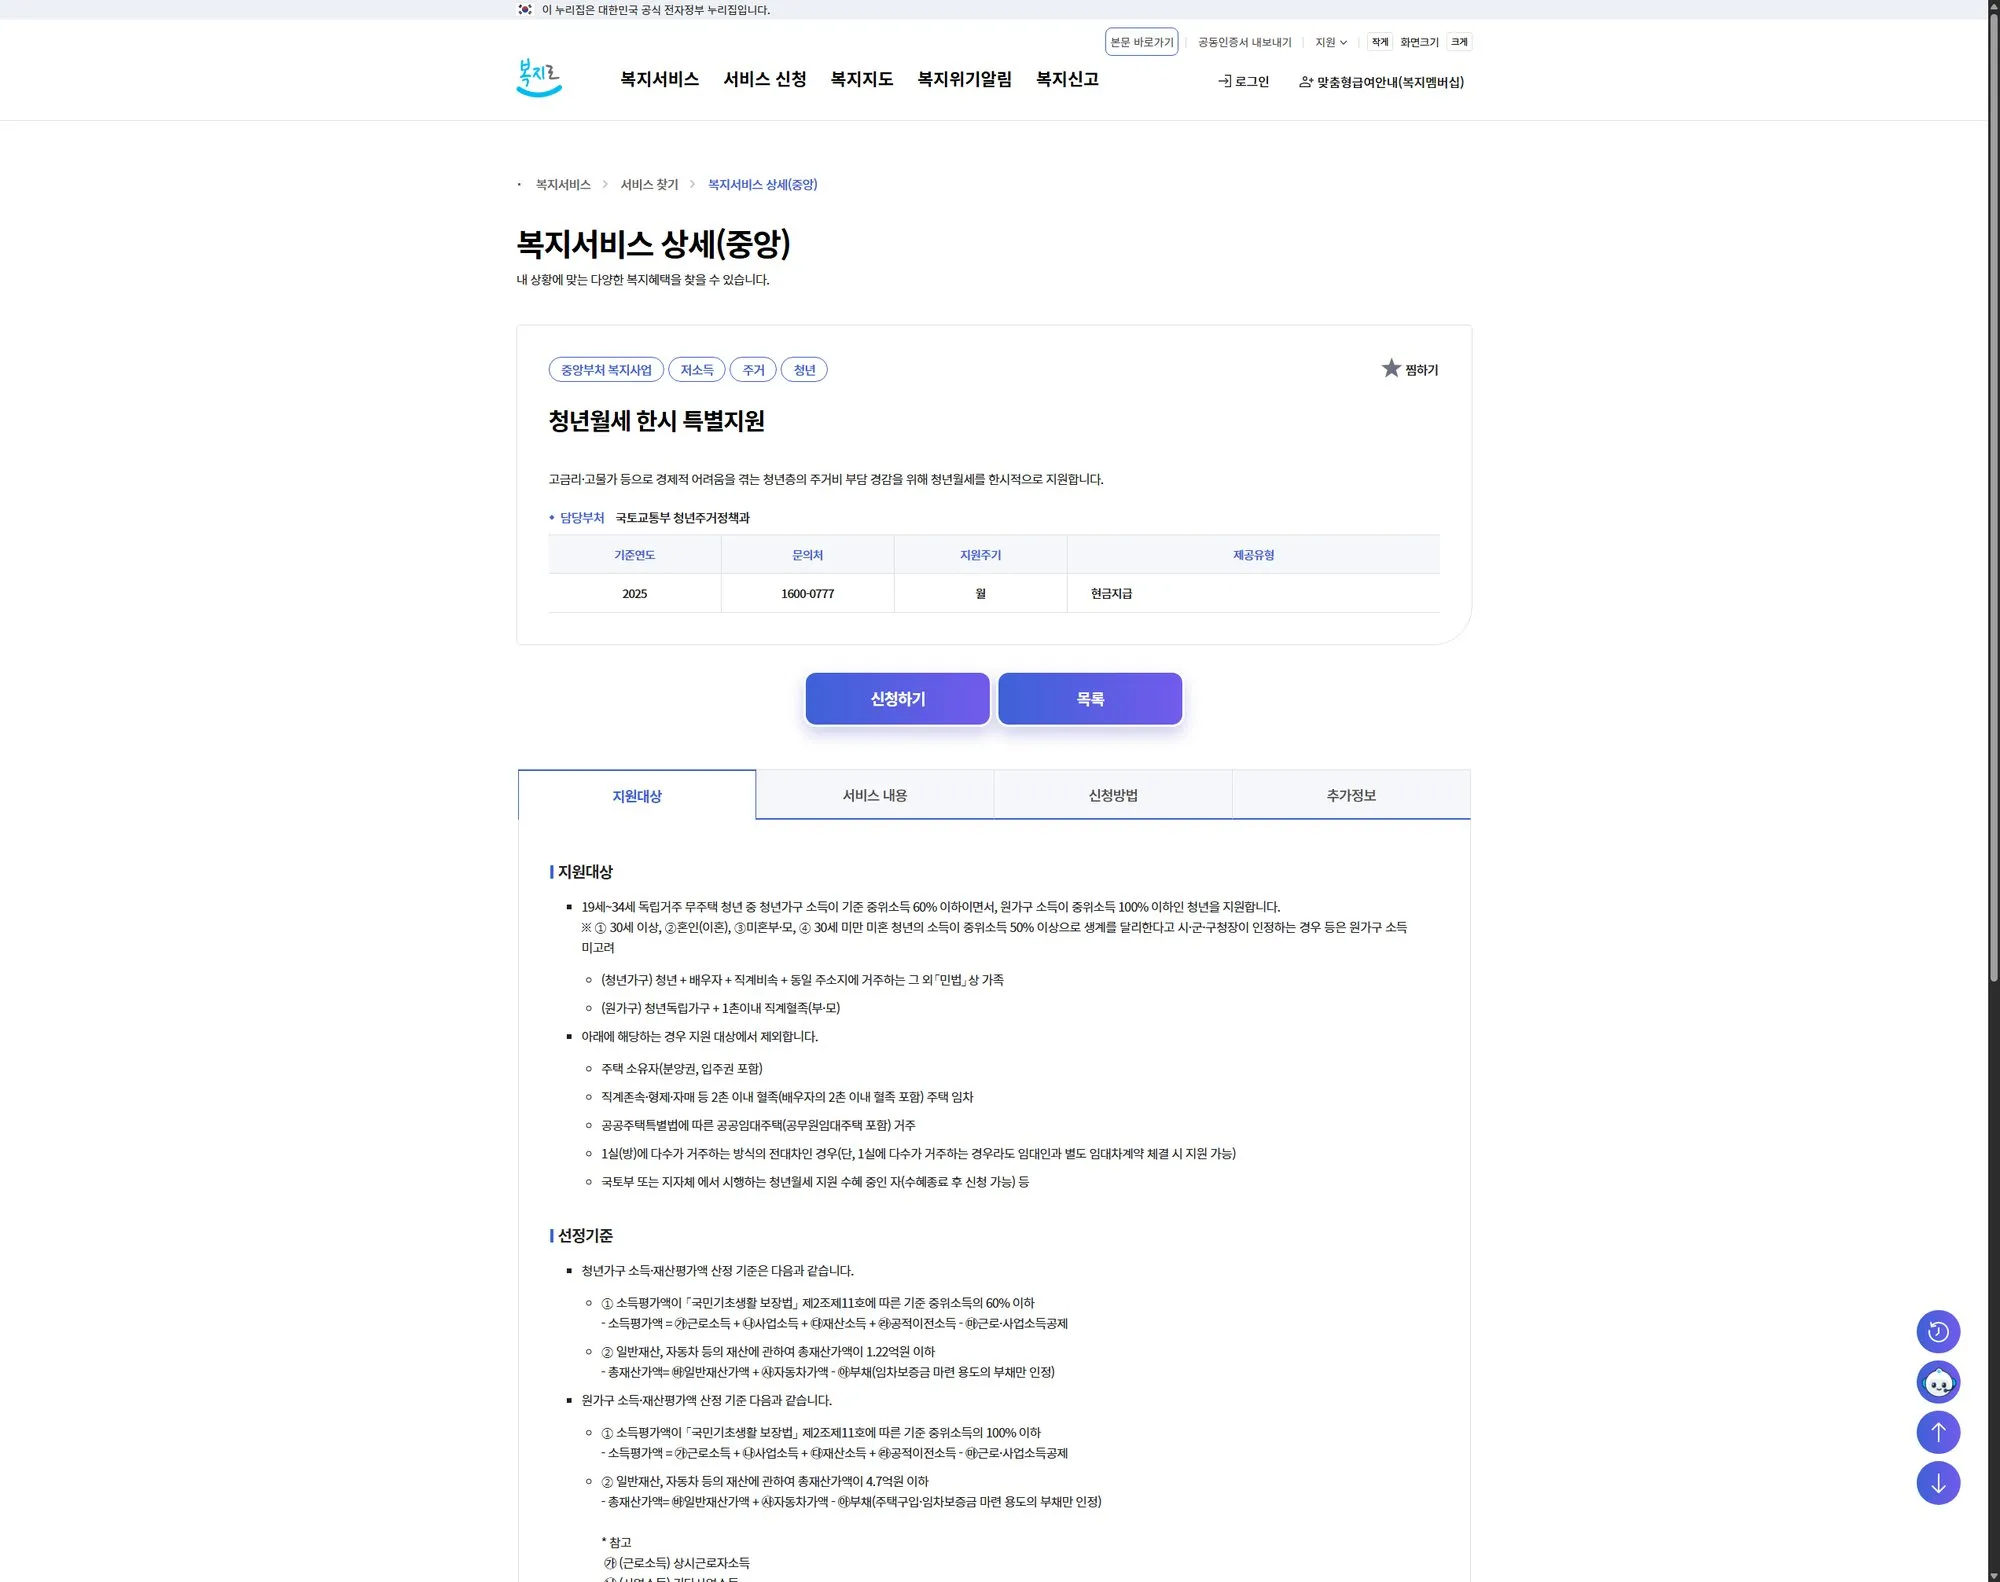 이 누리집은 대한민국 공식 전자정부 누리집입니다.
본문 바로가기
공동인증서 내보내기
지원
작게 화면크기 크게
복지로
복지서비스 서비스 신청 복지지도 복지위기알림 복지신고
로그인
맞춤형급여안내(복지멤버십)
복지서비스 > 서비스 찾기 > 복지서비스 상세(중앙)
복지서비스 상세(중앙)
내 상황에 맞는 다양한 복지혜택을 찾을 수 있습니다.
중앙부처 복지사업 저소득 주거 청년
찜하기
청년월세 한시 특별지원
고금리·고물가 등으로 경제적 어려움을 겪는 청년층의 주거비 부담 경감을 위해 청년월세를 한시적으로 지원합니다.
담당부처 국토교통부 청년주거정책과
기준연도 문의처 지원주기 제공유형
2025 1600-0777 월 현금지급
신청하기 목록
지원대상 서비스 내용 신청방법 추가정보
지원대상
19세~34세 독립거주 무주택 청년 중 청년가구 소득이 기준 중위소득 60% 이하이면서, 원가구 소득이 중위소득 100% 이하인 청년을 지원합니다.
※ ① 30세 이상, ②혼인(이혼), ③미혼부·모, ④ 30세 미만 미혼 청년의 소득이 중위소득 50% 이상으로 생계를 달리한다고 시·군·구청장이 인정하는 경우 등은 원가구 소득
미고려
(청년가구) 청년 + 배우자 + 직계비속 + 동일 주소지에 거주하는 그 외「민법」상 가족
(원가구) 청년독립가구 + 1촌이내 직계혈족(부·모)
아래에 해당하는 경우 지원 대상에서 제외합니다.
주택 소유자(분양권, 입주권 포함)
직계존속·형제·자매 등 2촌 이내 혈족(배우자의 2촌 이내 혈족 포함) 주택 임차
공공주택특별법에 따른 공공임대주택(공무원임대주택 포함) 거주
1실(방)에 다수가 거주하는 방식의 전대차인 경우(단, 1실에 다수가 거주하는 경우라도 임대인과 별도 임대차계약 체결 시 지원 가능)
국토부 또는 지자체 에서 시행하는 청년월세 지원 수혜 중인 자(수혜종료 후 신청 가능) 등
선정기준
청년가구 소득·재산평가액 산정 기준은 다음과 같습니다.
① 소득평가액이 「국민기초생활 보장법」 제2조제11호에 따른 기준 중위소득의 60% 이하
- 소득평가액 = ㉮근로소득 + ㉯사업소득 + ㉰재산소득 + ㉱공적이전소득 - ㉲근로·사업소득공제
② 일반재산, 자동차 등의 재산에 관하여 총재산가액이 1.22억원 이하
- 총재산가액= ㉳일반재산가액 + ㉴자동차가액 - ㉵부채(임차보증금 마련 용도의 부채만 인정)
원가구 소득·재산평가액 산정 기준 다음과 같습니다.
① 소득평가액이 「국민기초생활 보장법」 제2조제11호에 따른 기준 중위소득의 100% 이하
- 소득평가액 = ㉮근로소득 + ㉯사업소득 + ㉰재산소득 + ㉱공적이전소득 - ㉲근로·사업소득공제
② 일반재산, 자동차 등의 재산에 관하여 총재산가액이 4.7억원 이하
- 총재산가액= ㉳일반재산가액 + ㉴자동차가액 - ㉵부채(주택구입·임차보증금 마련 용도의 부채만 인정)
* 참고
㉮ (근로소득) 상시근로자소득